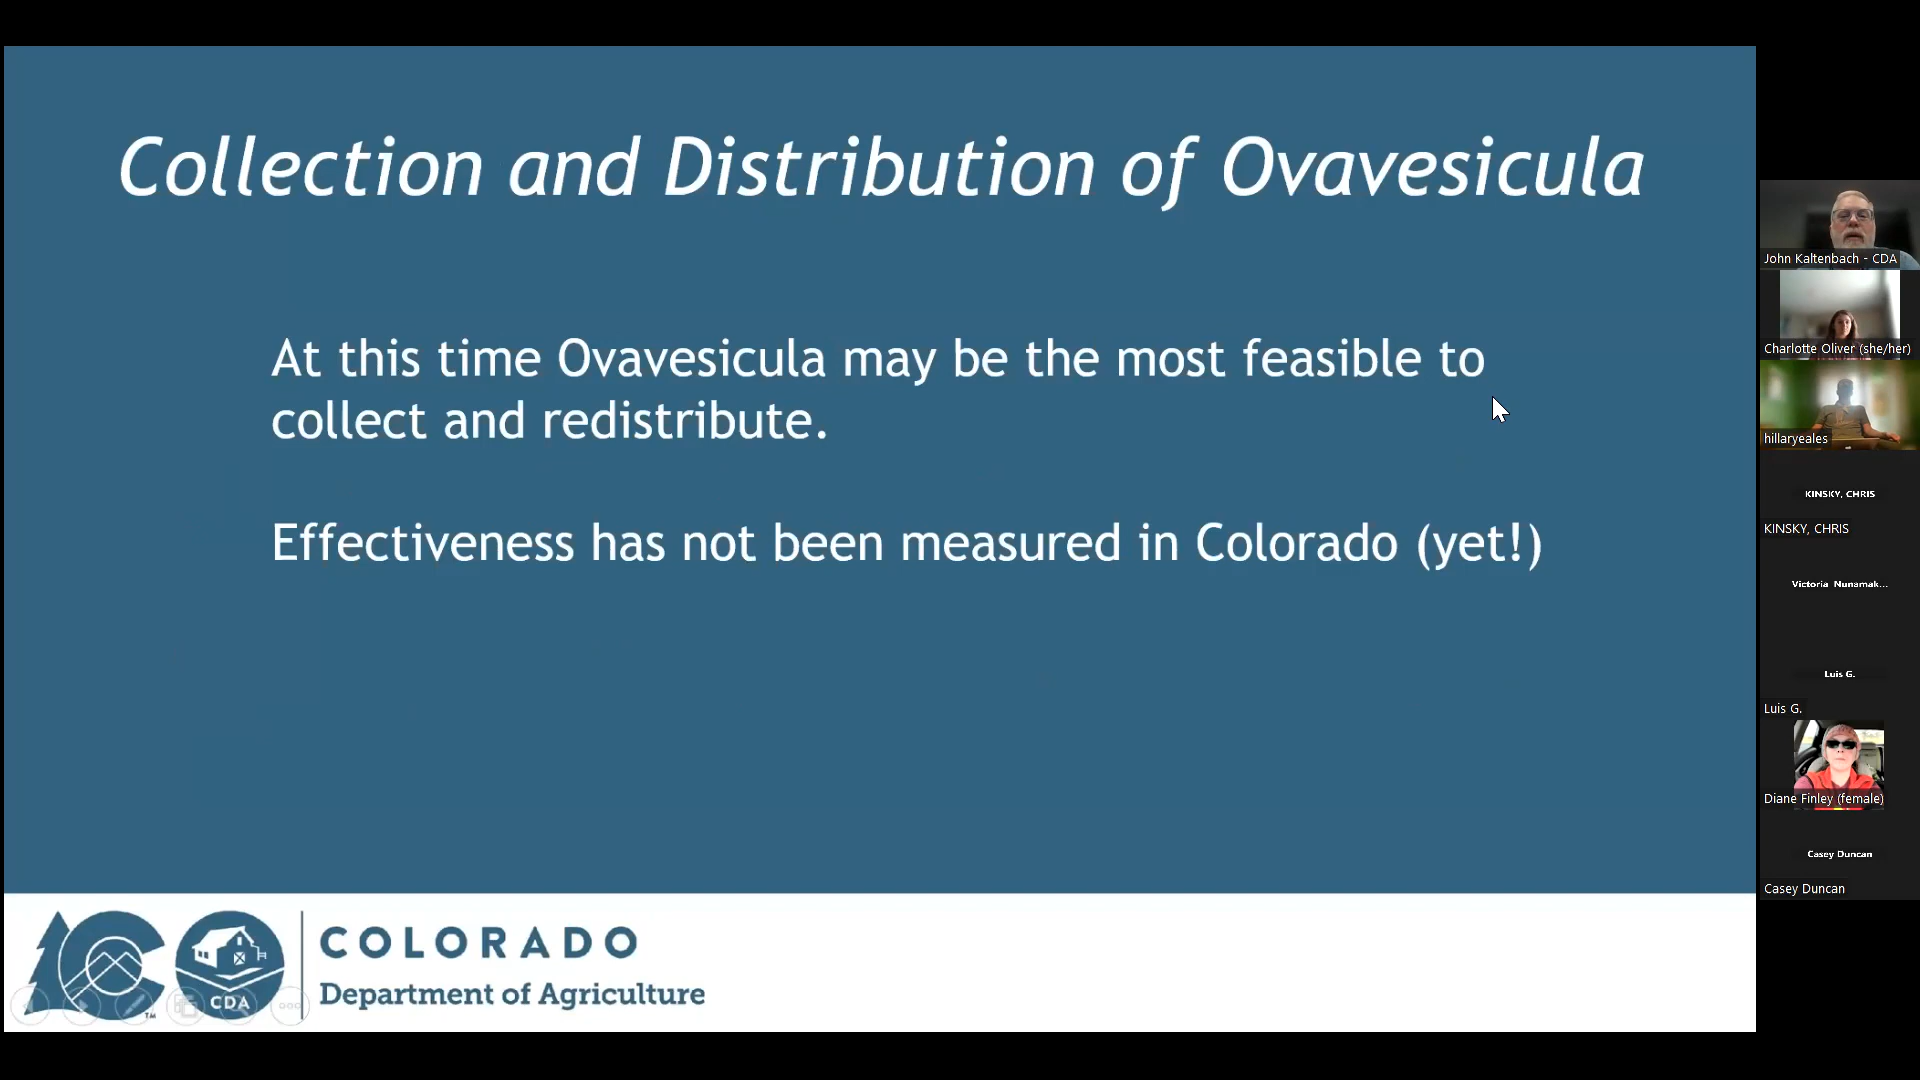 Collection and Distribution of Ovavesicula
At this time Ovavesicula may be the most feasible to
collect and redistribute.
Effectiveness has not been measured in Colorado (yet!)
CDA
TM
COLORADO
Department of Agriculture
John Kaltenbach - CDA
Charlotte Oliver (she/her)
hillaryeales
KINSKY, CHRIS
KINSKY, CHRIS
Victoria Nunamak...
Luis G.
Luis G.
Diane Finley (female)
Casey Duncan
Casey Duncan